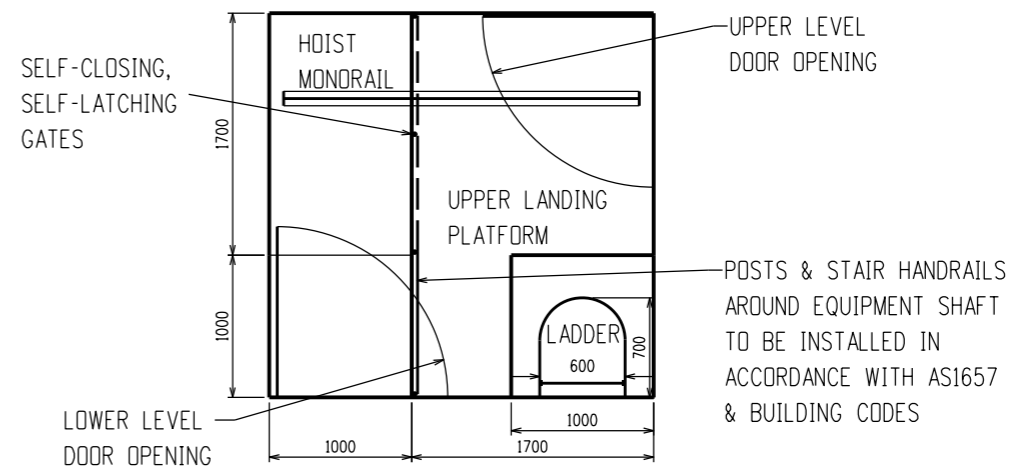 HOIST
MONORAIL
UPPER LEVEL
DOOR OPENING
SELF-CLOSING,
SELF-LATCHING
GATES
1700
UPPER LANDING
PLATFORM
POSTS & STAIR HANDRAILS
AROUND EQUIPMENT SHAFT
TO BE INSTALLED IN
ACCORDANCE WITH AS1657
& BUILDING CODES
1000
LADDER
700
600
LOWER LEVEL
DOOR OPENING
1000
1000
1700